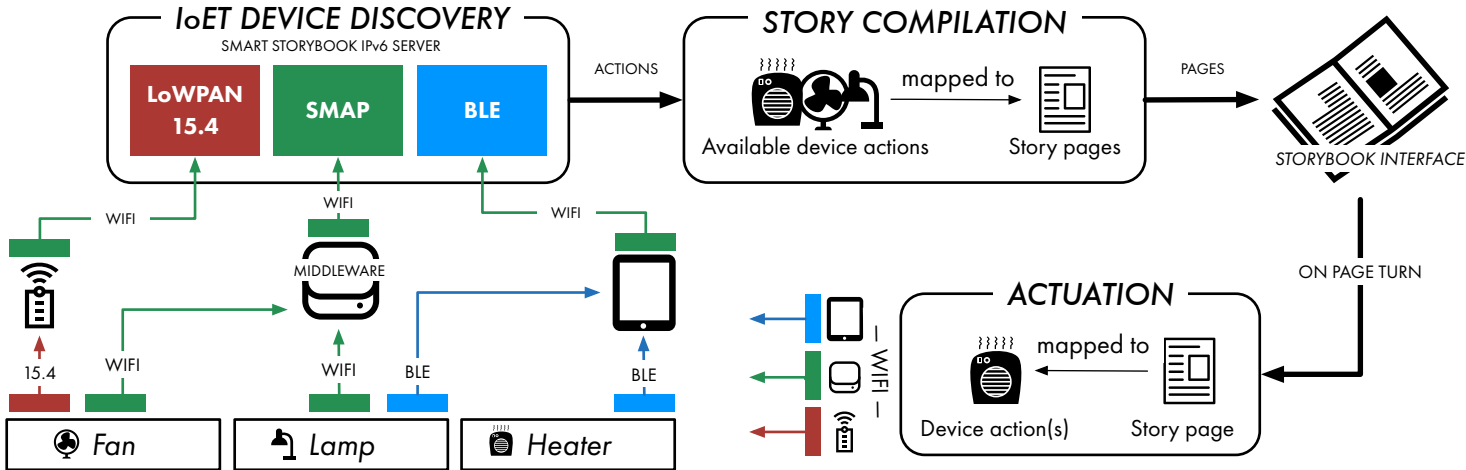 IoET DEVICE DISCOVERY
SMART STORYBOOK IPv6 SERVER
LoWPAN
15.4
SMAP
BLE
ACTIONS
STORY COMPILATION
mapped to
Available device actions
Story pages
PAGES
STORYBOOK INTERFACE
WIFI
WIFI
WIFI
MIDDLEWARE
15.4
WIFI
WIFI
BLE
BLE
Fan
Lamp
Heater
ON PAGE TURN
ACTUATION
mapped to
Device action(s)
Story page
— WIFI —